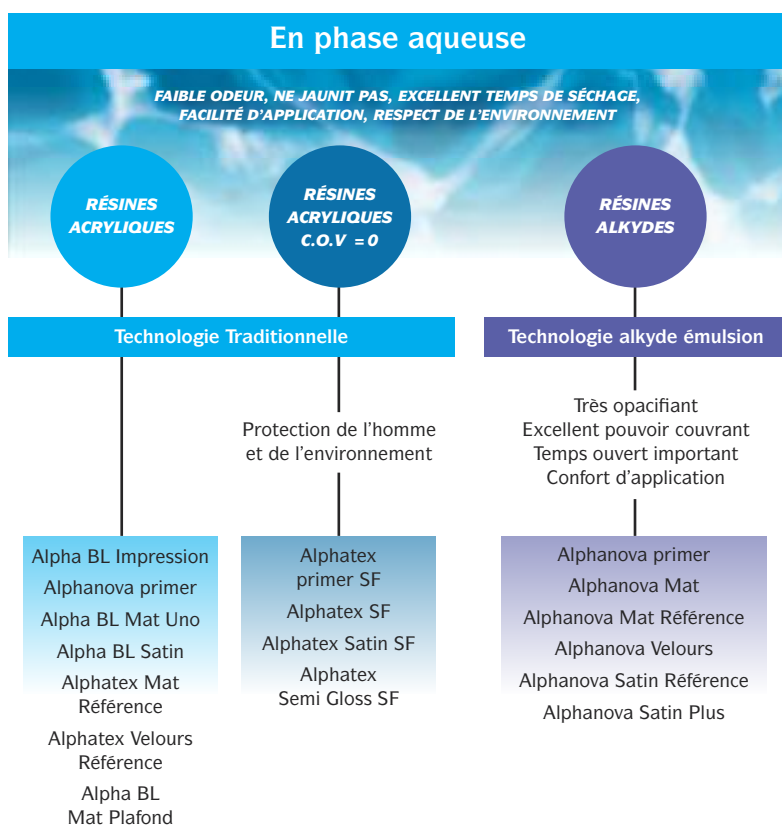 En phase aqueuse
FAIBLE ODEUR, NE JAUNIT PAS, EXCELLENT TEMPS DE SÉCHAGE,
FACILITÉ D'APPLICATION, RESPECT DE L'ENVIRONNEMENT
RÉSINES
ACRYLIQUES
RÉSINES
ACRYLIQUES
C.O.V = 0
RÉSINES
ALKYDES
Technologie Traditionnelle
Technologie alkyde émulsion
Protection de l'homme
et de l'environnement
Très opacifiant
Excellent pouvoir couvrant
Temps ouvert important
Confort d'application
Alpha BL Impression
Alphanova primer
Alpha BL Mat Uno
Alpha BL Satin
Alphatex Mat
Référence
Alphatex Velours
Référence
Alpha BL
Mat Plafond
Alphatex
primer SF
Alphatex SF
Alphatex Satin SF
Alphatex
Semi Gloss SF
Alphanova primer
Alphanova Mat
Alphanova Mat Référence
Alphanova Velours
Alphanova Satin Référence
Alphanova Satin Plus